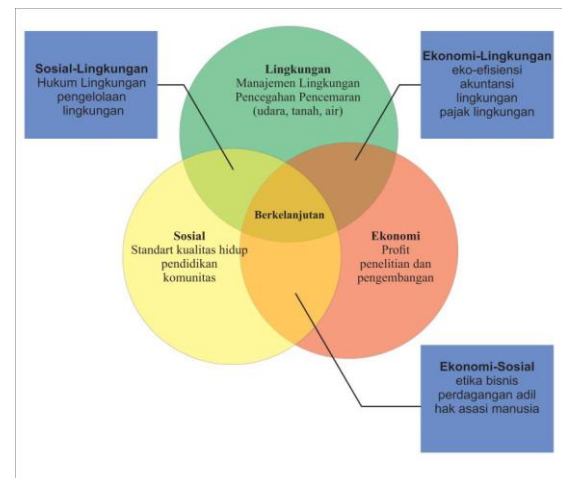 Sosial-Lingkungan
Hukum Lingkungan
pengelolaan
lingkungan
Lingkungan
Manajemen Lingkungan
Pencegahan Pencemaran
(udara, tanah, air)
Ekonomi-Lingkungan
eko-efisiensi
akuntansi
lingkungan
pajak lingkungan
Berkelanjutan
Sosial
Standart kualitas hidup
pendidikan
komunitas
Ekonomi
Profit
penelitian dan
pengembangan
Ekonomi-Sosial
etika bisnis
perdagangan adil
hak asasi manusia